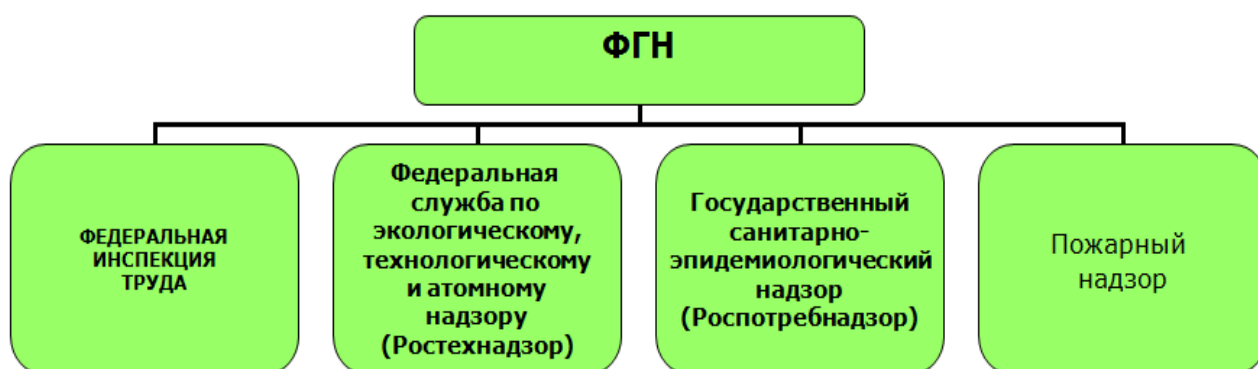 ФГН
ФЕДЕРАЛЬНАЯ
ИНСПЕКЦИЯ
ТРУДА
Федеральная
служба по
экологическому,
технологическому
и атомному
надзору
(Ростехнадзор)
Государственный
санитарно-
эпидемиологический
надзор
(Роспотребнадзор)
Пожарный
надзор